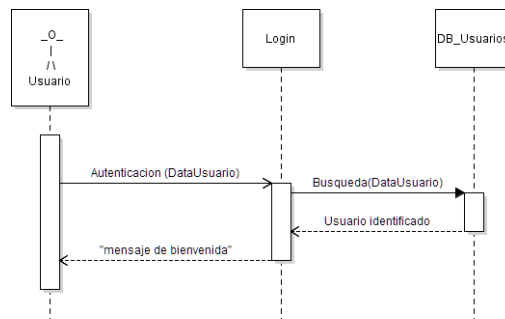 _O_
|
/ \
Usuario
Login
DB_Usuarios
Autenticacion (DataUsuario)
Busqueda(DataUsuario)
Usuario identificado
"mensaje de bienvenida"